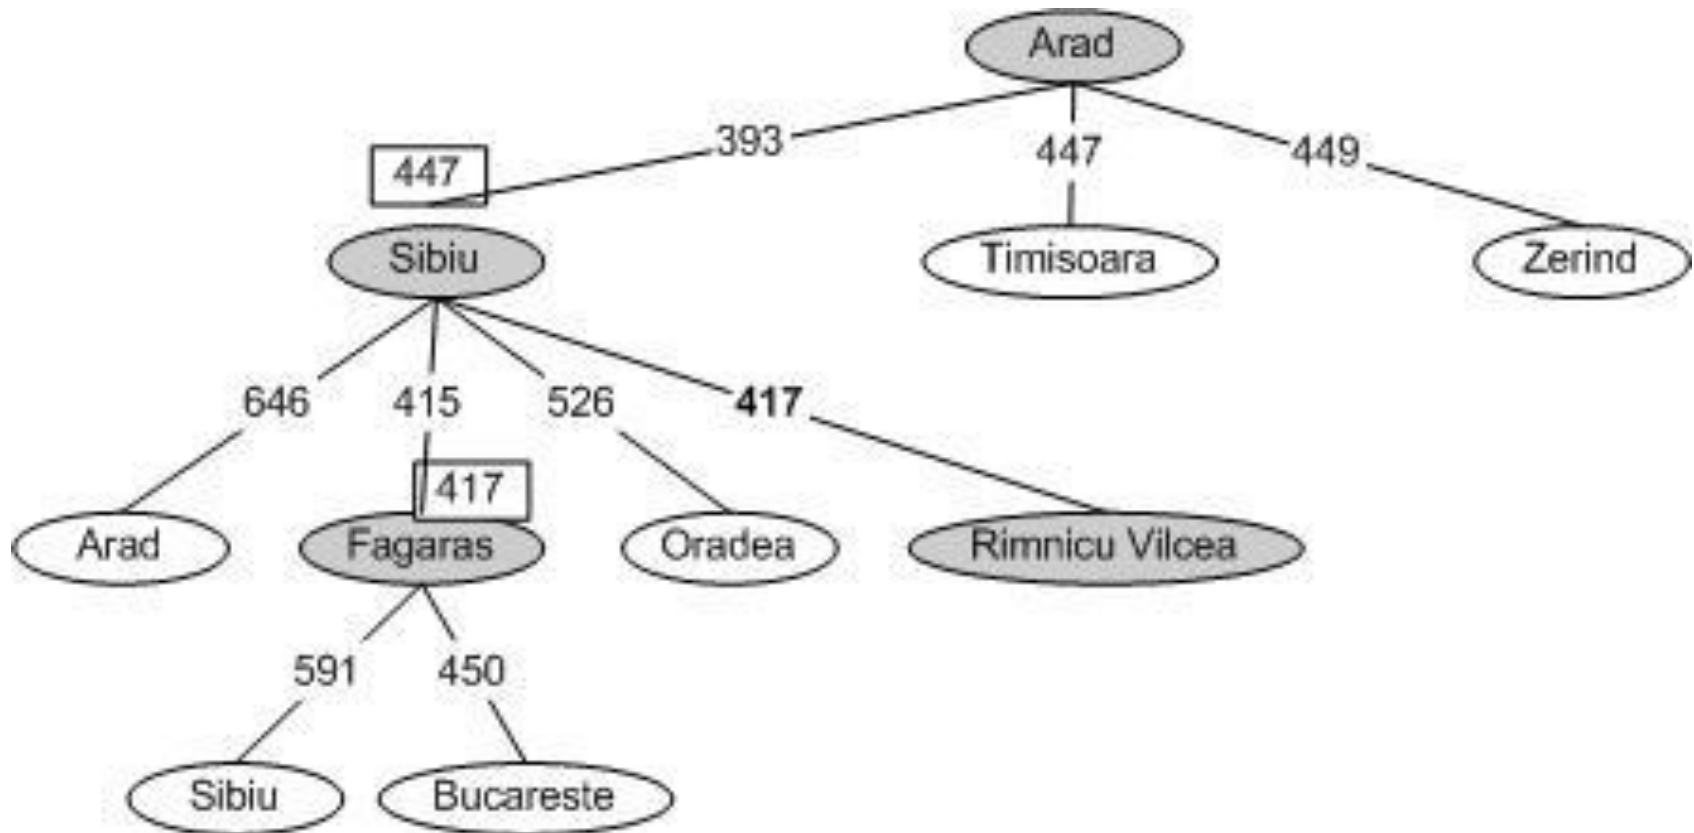 Arad
393
447
449
447
Sibiu
Timisoara
Zerind
646
415
526
417
417
Arad
Fagaras
Oradea
Rimnicu Vilcea
591
450
Sibiu
Bucareste